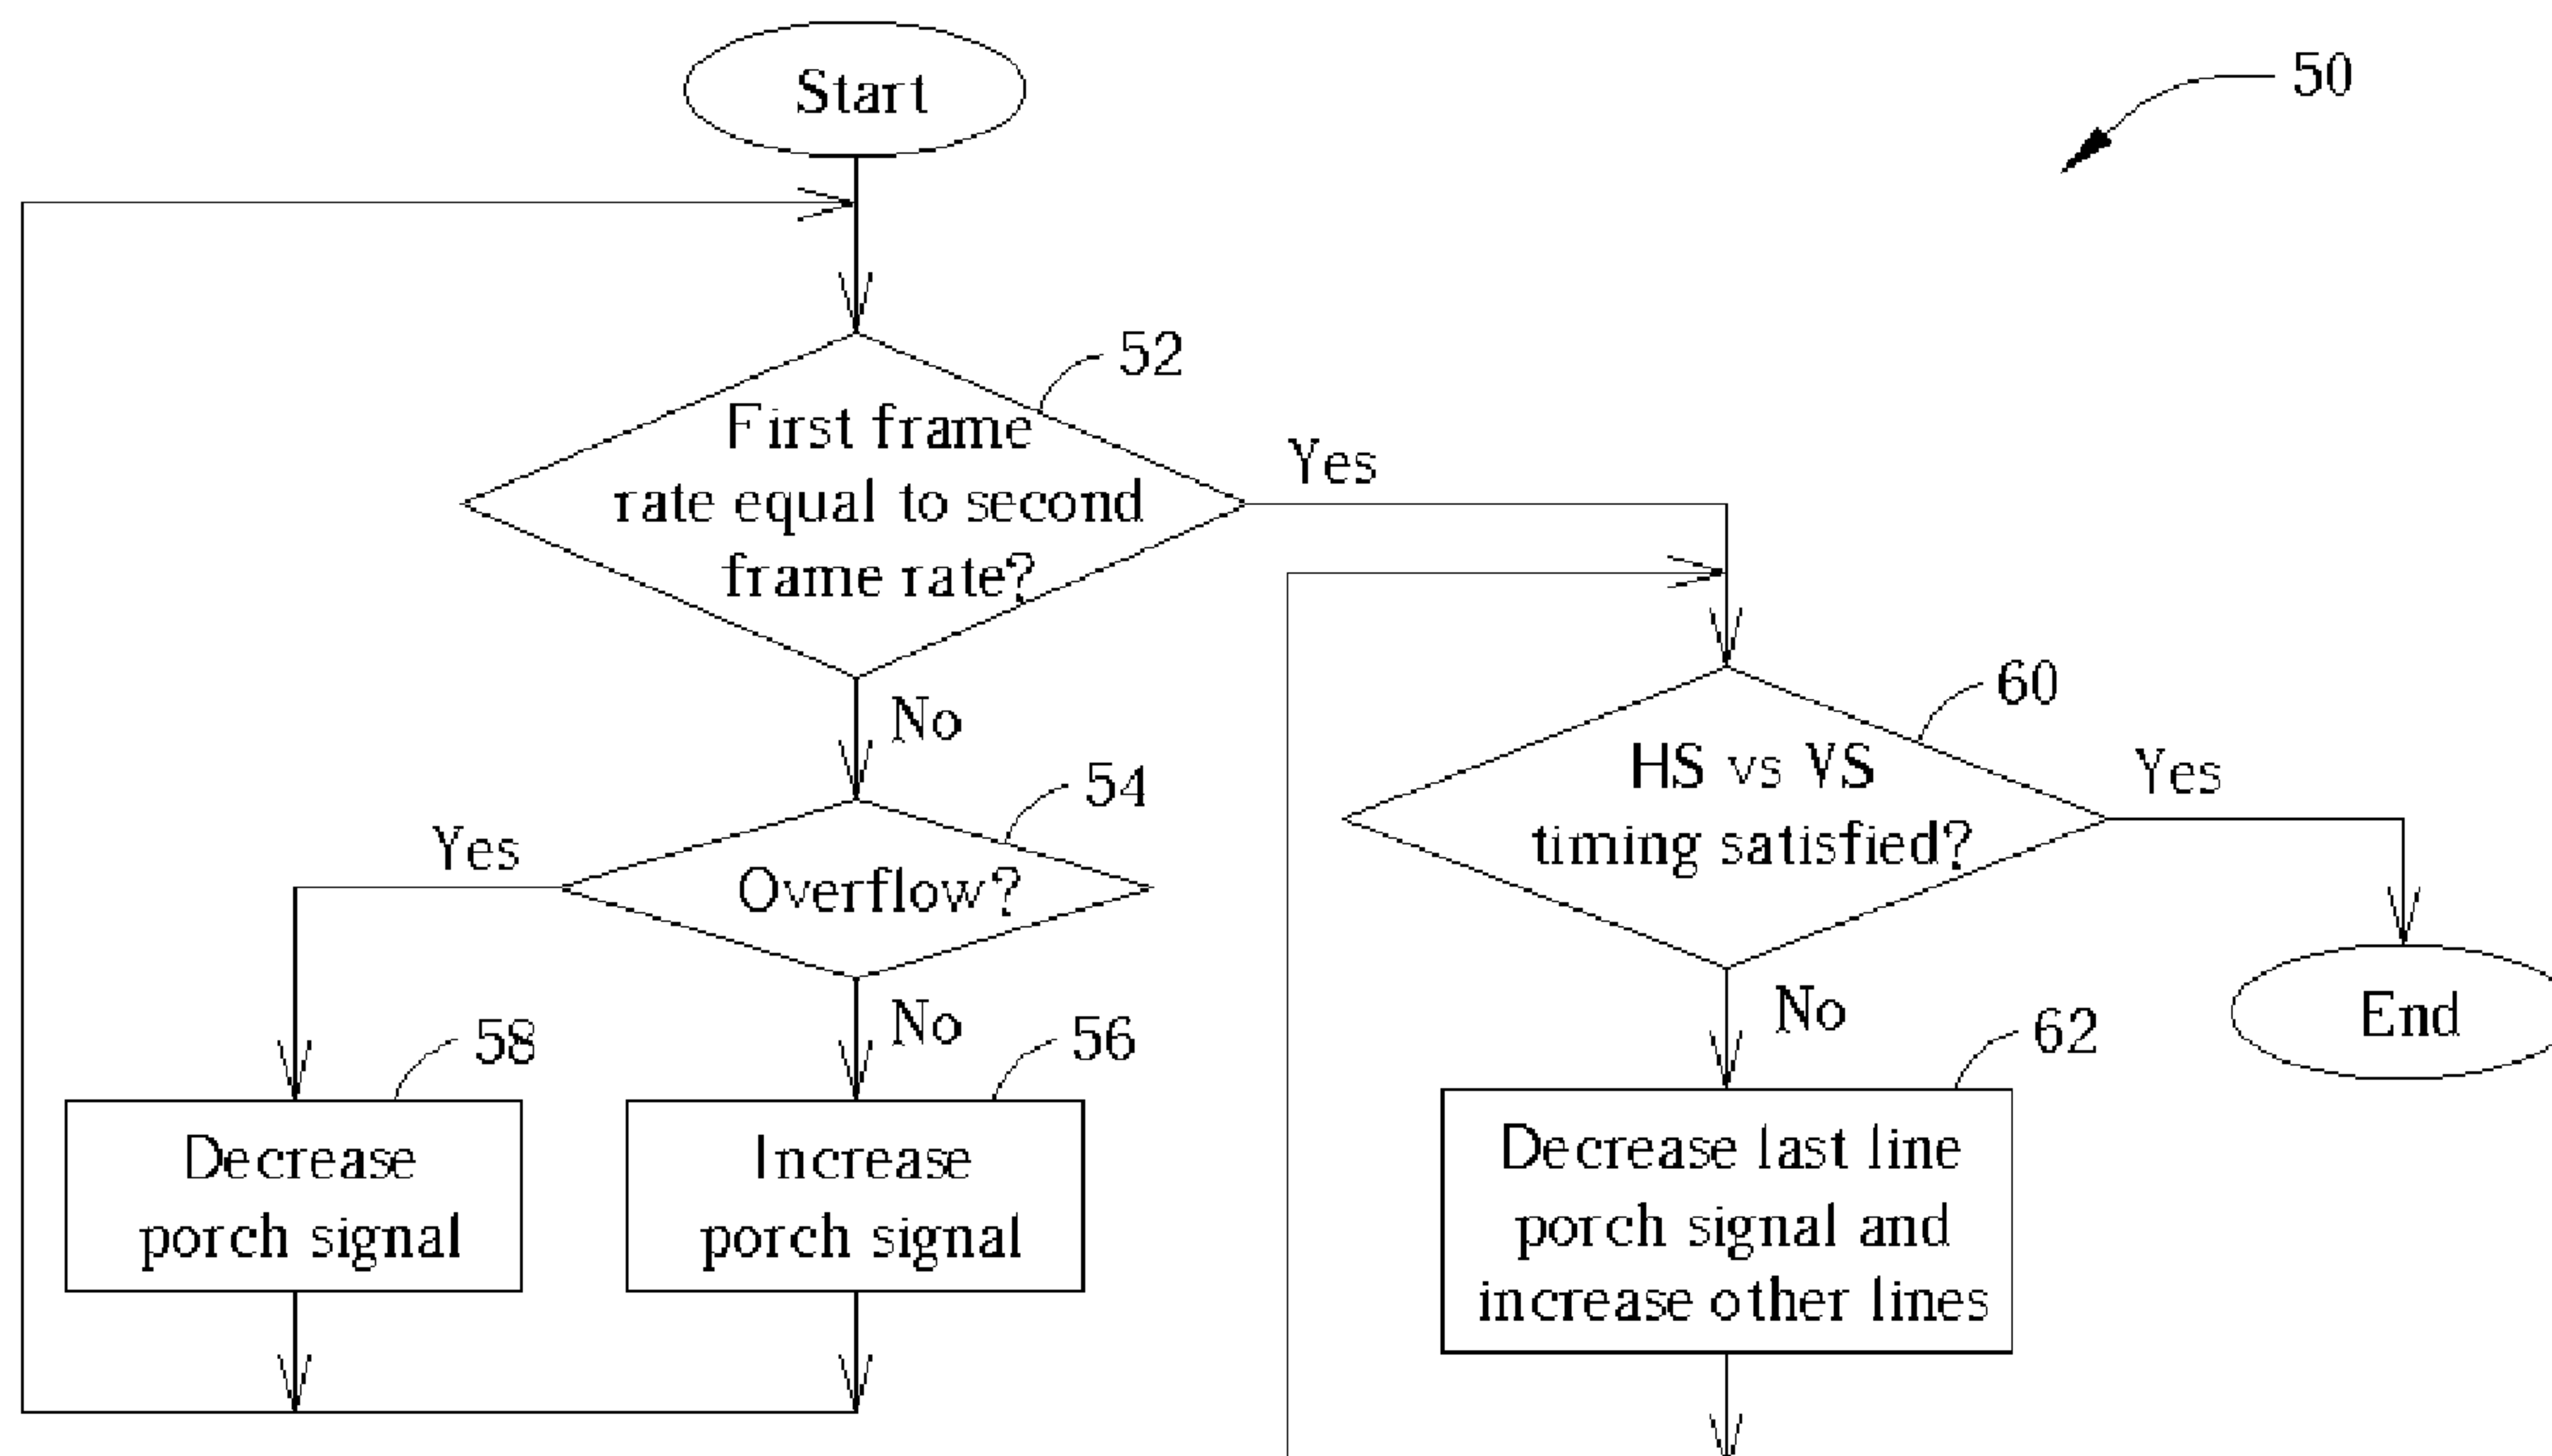 Start
50
52
First frame
rate equal to second
frame rate?
Yes
No
54
Overflow?
Yes
No
58
Decrease
porch signal
56
Increase
porch signal
60
HS vs VS
timing satisfied?
Yes
No
End
62
Decrease last line
porch signal and
increase other lines